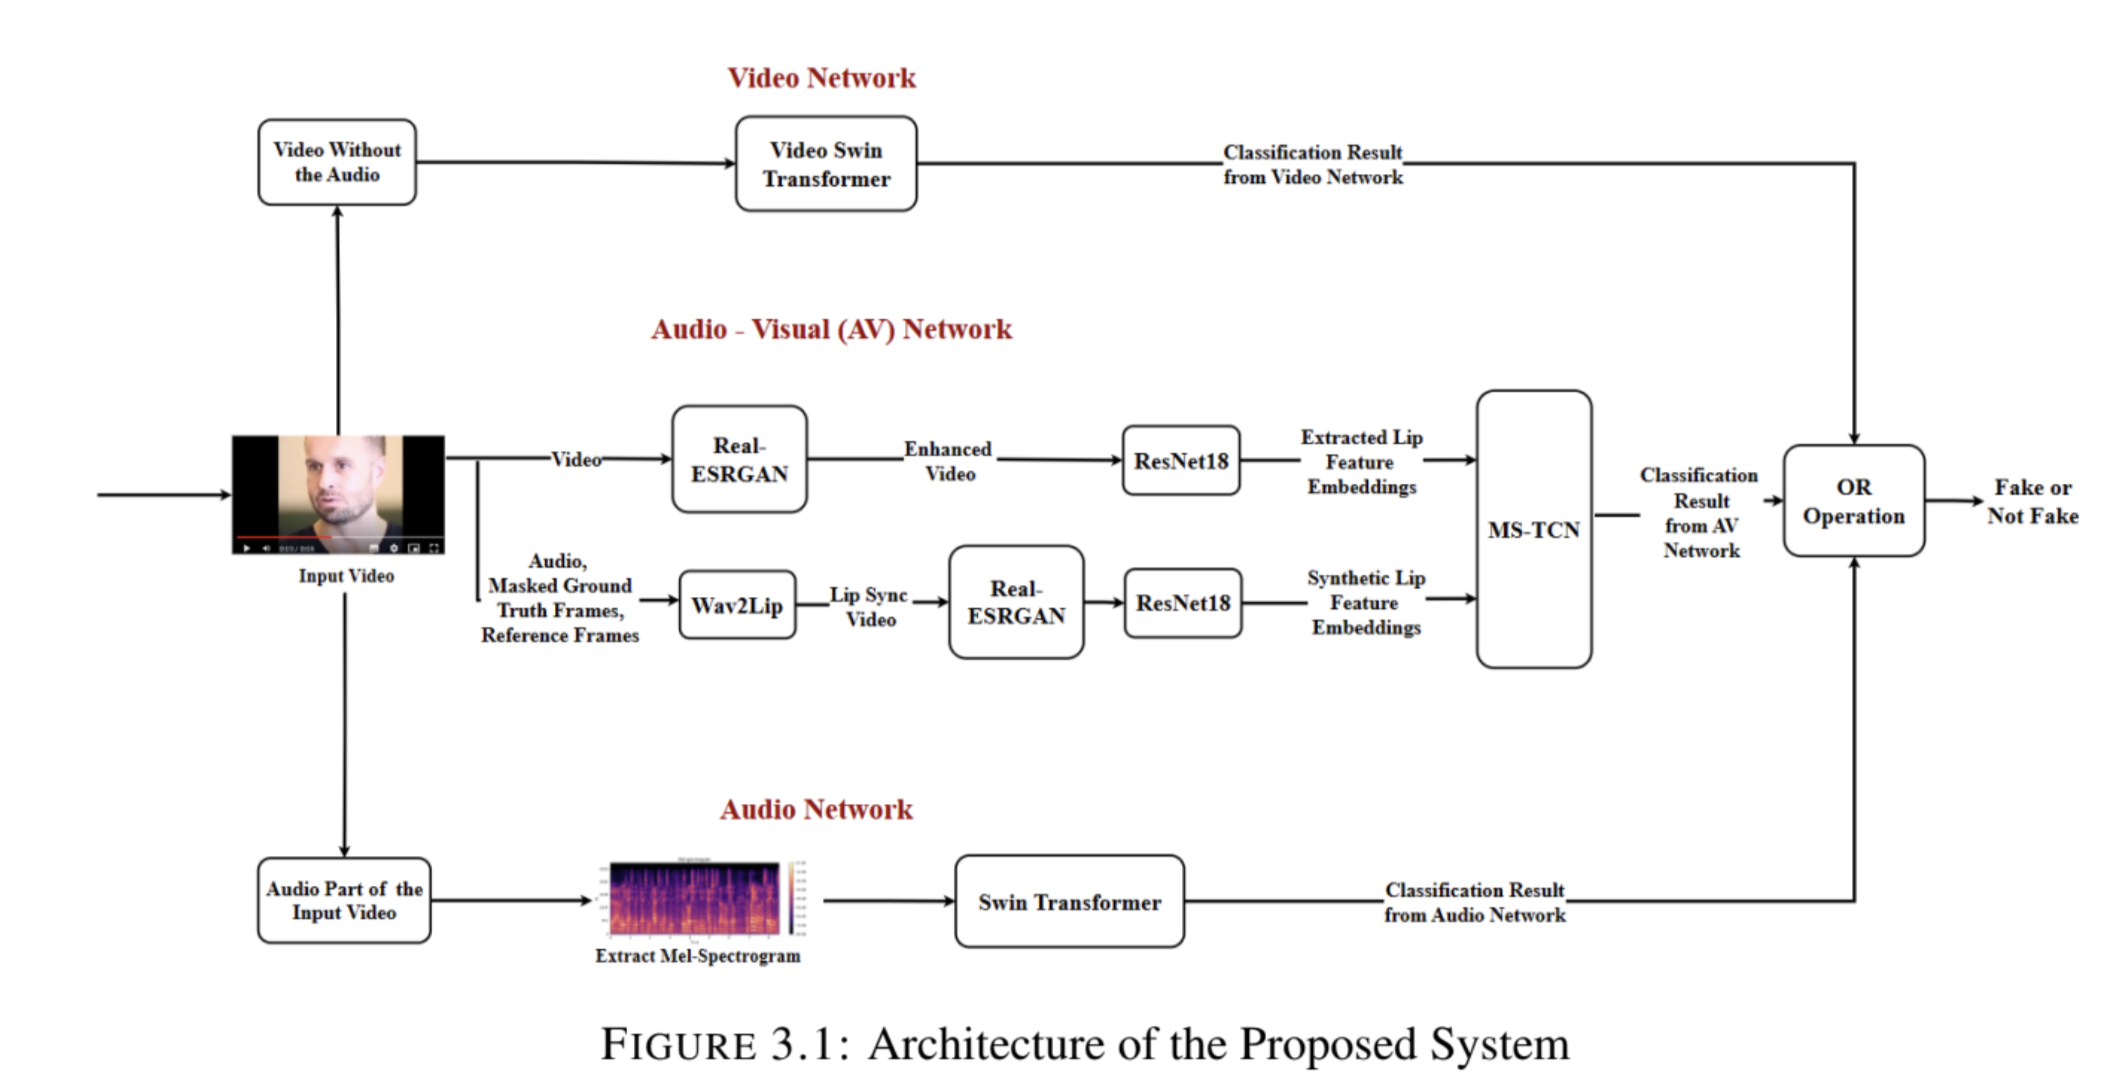 Video Network
Video Without
the Audio
Video Swin
Transformer
Classification Result
from Video Network
Audio - Visual (AV) Network
Input Video
Video
Real-
ESRGAN
Enhanced
Video
ResNet18
Extracted Lip
Feature
Embeddings
Audio,
Masked Ground
Truth Frames,
Reference Frames
Wav2Lip
Lip Sync
Video
Real-
ESRGAN
ResNet18
Synthetic Lip
Feature
Embeddings
MS-TCN
Classification
Result
from AV
Network
OR
Operation
Fake or
Not Fake
Audio Network
Audio Part of the
Input Video
Extract Mel-Spectrogram
Swin Transformer
Classification Result
from Audio Network
FIGURE 3.1: Architecture of the Proposed System